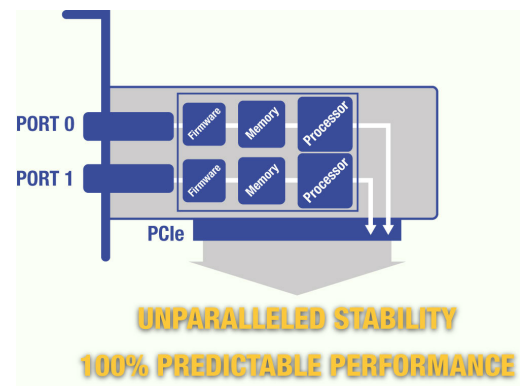 PORT 0
Firmware
Memory
Processor
PORT 1
Firmware
Memory
Processor
PCIe
UNPARALLELED STABILITY
100% PREDICTABLE PERFORMANCE